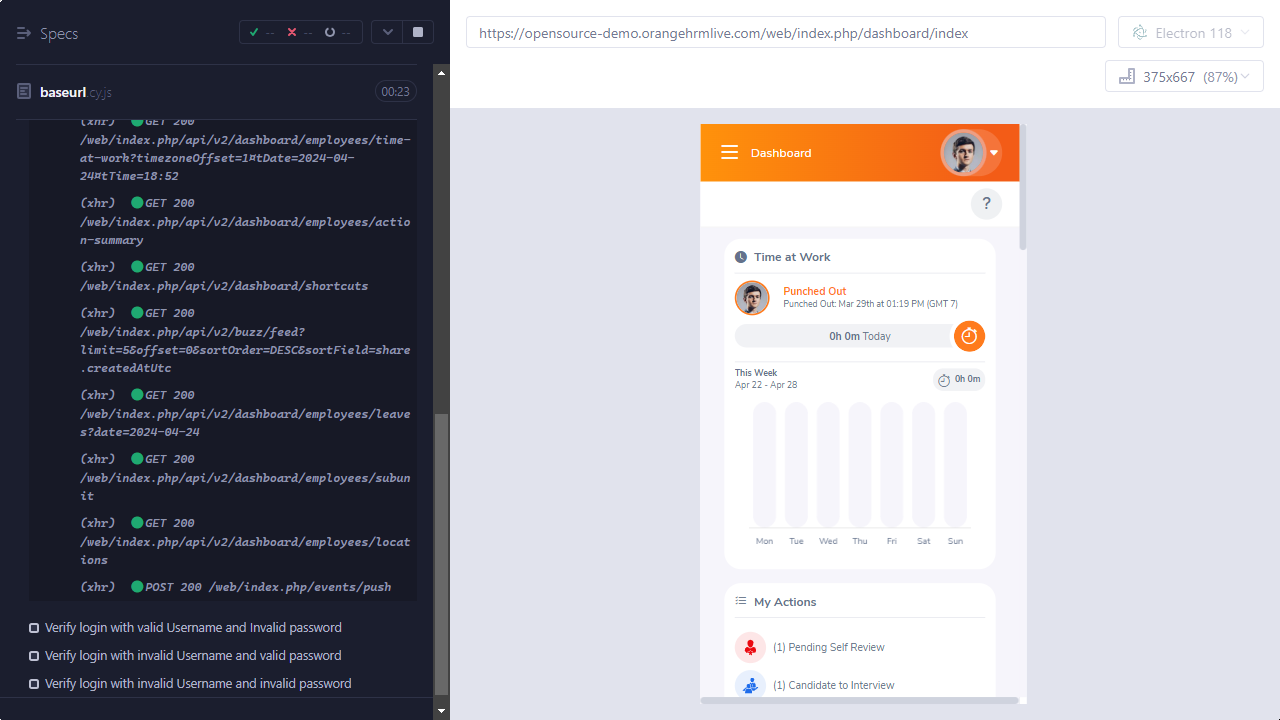 Specs
--
--
--
baseurl.cy.js
00:23
(xhr) GET 200
/web/index.php/api/v2/dashboard/employees/time-
at-work?timezoneOffset=1¤tDate=2024-04-
24¤tTime=18:52
(xhr) GET 200
/web/index.php/api/v2/dashboard/employees/actio
n-summary
(xhr) GET 200
/web/index.php/api/v2/dashboard/shortcuts
(xhr) GET 200
/web/index.php/api/v2/buzz/feed?
limit=5&offset=0&sortOrder=DESC&sortField=share
.createdAtUtc
(xhr) GET 200
/web/index.php/api/v2/dashboard/employees/leave
s?date=2024-04-24
(xhr) GET 200
/web/index.php/api/v2/dashboard/employees/subun
it
(xhr) GET 200
/web/index.php/api/v2/dashboard/employees/locat
ions
(xhr) POST 200 /web/index.php/events/push
Verify login with valid Username and Invalid password
Verify login with invalid Username and valid password
Verify login with invalid Username and invalid password
https://opensource-demo.orangehrmlive.com/web/index.php/dashboard/index
Electron 118
375x667 (87%)
Dashboard
?
Time at Work
Punched Out
Punched Out: Mar 29th at 01:19 PM (GMT 7)
0h 0m Today
This Week
Apr 22 - Apr 28
0h 0m
Mon Tue Wed Thu Fri Sat Sun
My Actions
(1) Pending Self Review
(1) Candidate to Interview